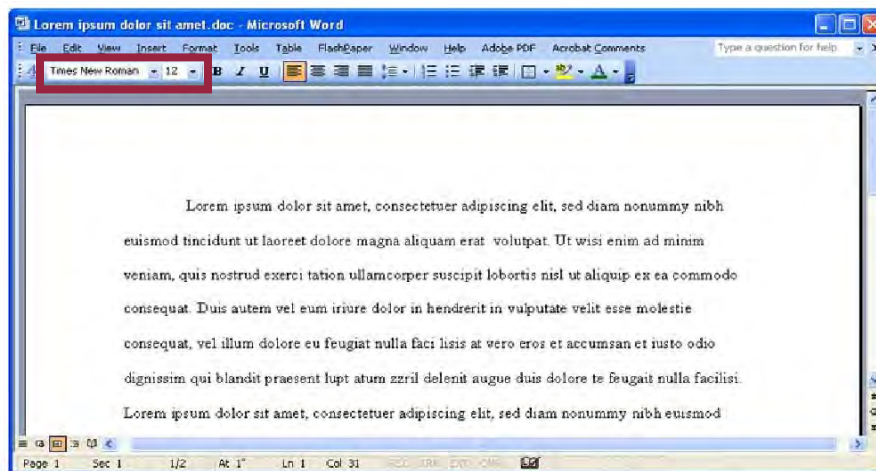 Lorem ipsum dolor sit amet.doc - Microsoft Word
File Edit View Insert Format Tools Table FlashPaper Window Help Adobe PDF Acrobat Comments Type a question for help
Times New Roman 12 B I U
Lorem ipsum dolor sit amet, consectetuer adipiscing elit, sed diam nonummy nibh
euismod tincidunt ut laoreet dolore magna aliquam erat volutpat. Ut wisi enim ad minim
veniam, quis nostrud exerci tation ullamcorper suscipit lobortis nisl ut aliquip ex ea commodo
consequat. Duis autem vel eum iriure dolor in hendrerit in vulputate velit esse molestie
consequat, vel illum dolore eu feugiat nulla faci lisis at vero eros et accumsan et iusto odio
dignissim qui blandit praesent lupt atum zzril delenit augue duis dolore te feugait nulla facilisi.
Lorem ipsum dolor sit amet, consectetuer adipiscing elit, sed diam nonummy nibh euismod
Page 1 Sec 1 1/2 At 1" Ln 1 Col 31 REC TRK EXT OVR